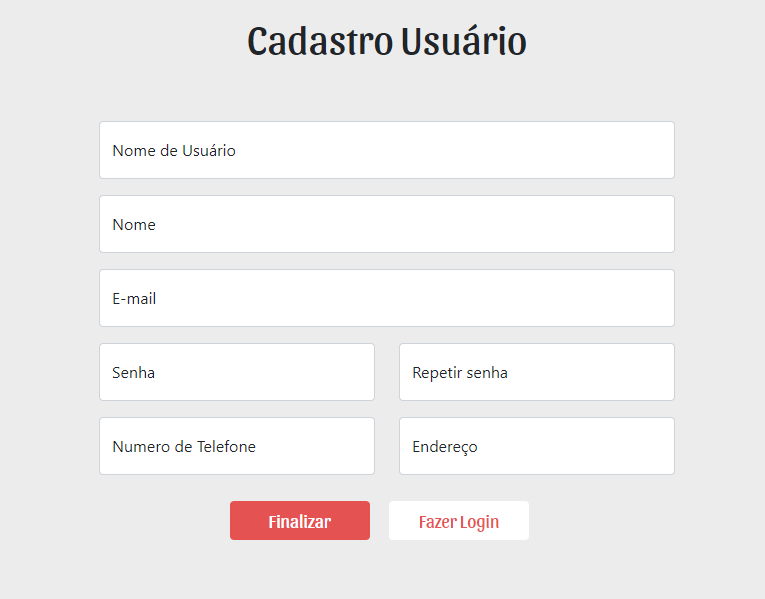 Cadastro Usuário
Nome de Usuário
Nome
E-mail
Senha
Repetir senha
Numero de Telefone
Endereço
Finalizar
Fazer Login